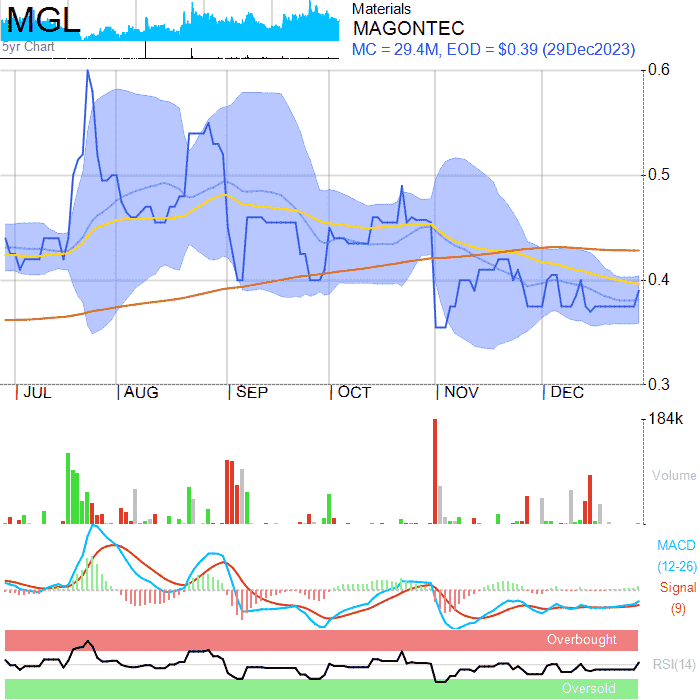 MGL
5yr Chart
Materials
MAGONTEC
MC = 29.4M, EOD = $0.39 (29Dec2023)
0.6
0.5
0.4
0.3
JUL
AUG
SEP
OCT
NOV
DEC
184k
Volume
MACD
(12-26)
Signal
(9)
Overbought
RSI(14)
Oversold